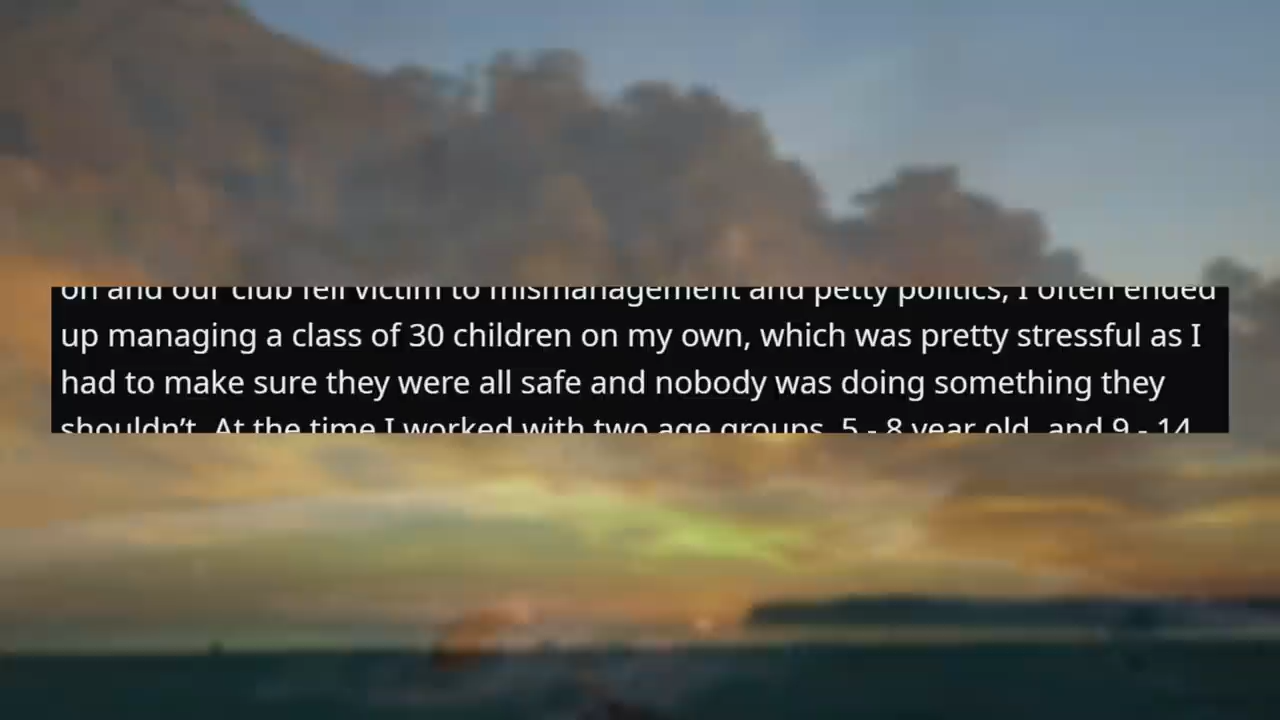 on and our club fell victim to mismanagement and petty politics, I often ended
up managing a class of 30 children on my own, which was pretty stressful as I
had to make sure they were all safe and nobody was doing something they
shouldn’t. At the time I worked with two age groups, 5 - 8 year old, and 9 - 14